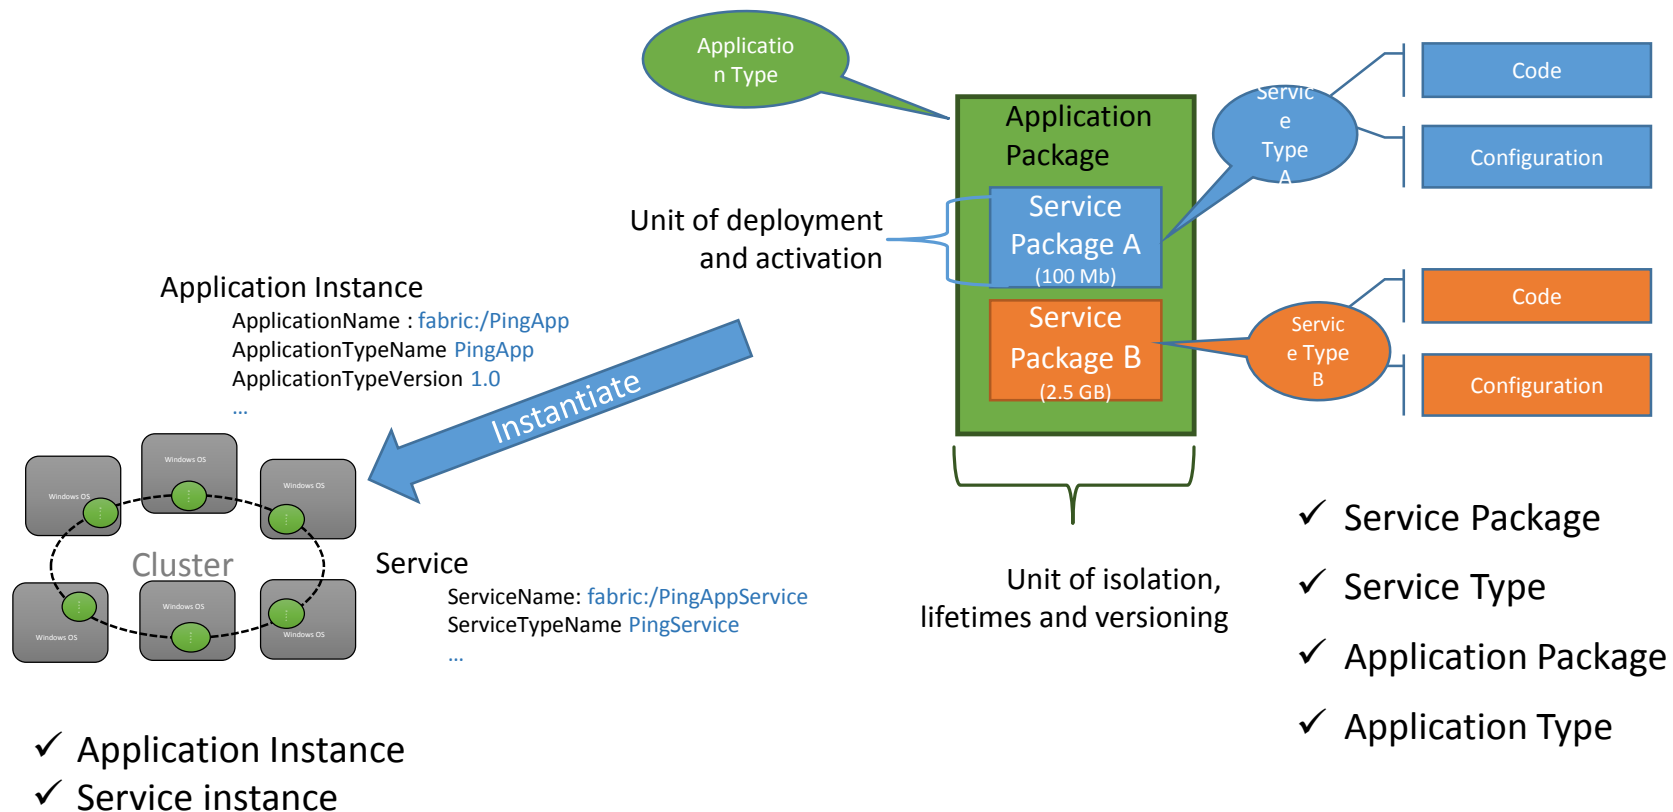 Applicatio
n Type
Application
Package
Service
Package A
(100 Mb)
Service
Package B
(2.5 GB)
Servic
e
Type
A
Code
Configuration
Servic
e Type
B
Code
Configuration
Unit of deployment
and activation
Application Instance
ApplicationName : fabric:/PingApp
ApplicationTypeName PingApp
ApplicationTypeVersion 1.0
...
Instantiate
Windows OS
Windows OS
Windows OS
Cluster
Windows OS
Windows OS
Windows OS
Service
ServiceName: fabric:/PingAppService
ServiceTypeName PingService
...
Unit of isolation,
lifetimes and versioning
✓ Service Package
✓ Service Type
✓ Application Package
✓ Application Type
✓ Application Instance
✓ Service instance